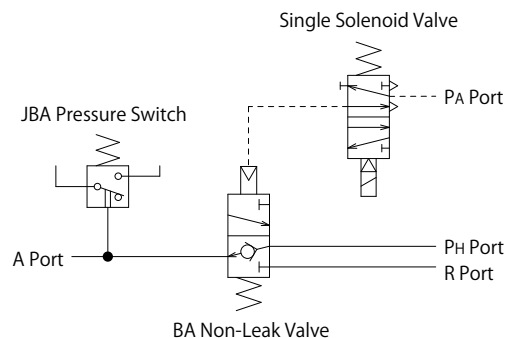 Single Solenoid Valve
JBA Pressure Switch
PA Port
A Port
PH Port
R Port
BA Non-Leak Valve